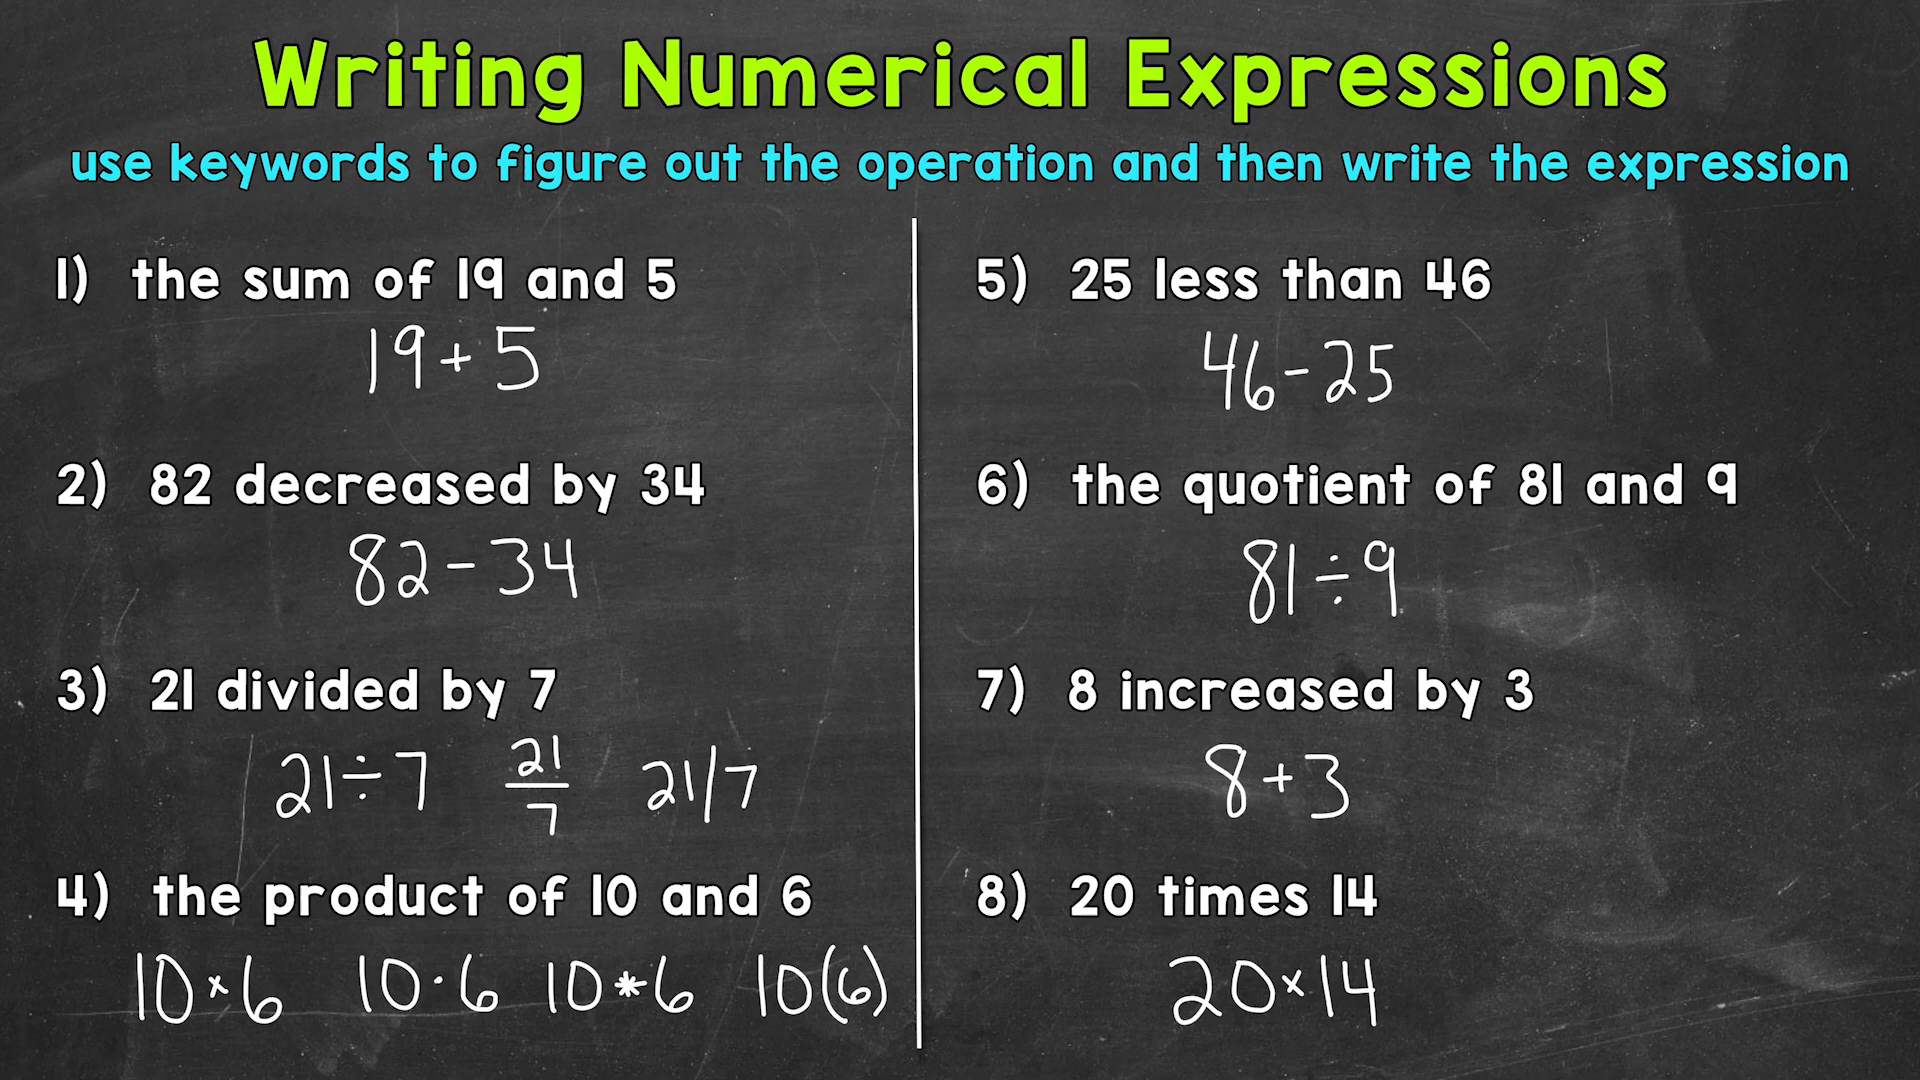 Writing Numerical Expressions
use keywords to figure out the operation and then write the expression
1) the sum of 19 and 5
19 + 5
2) 82 decreased by 34
82 - 34
3) 21 divided by 7
21 ÷ 7 21/7 21/7
4) the product of 10 and 6
10 × 6 10 · 6 10 * 6 10(6)
5) 25 less than 46
46 - 25
6) the quotient of 81 and 9
81 ÷ 9
7) 8 increased by 3
8 + 3
8) 20 times 14
20 × 14